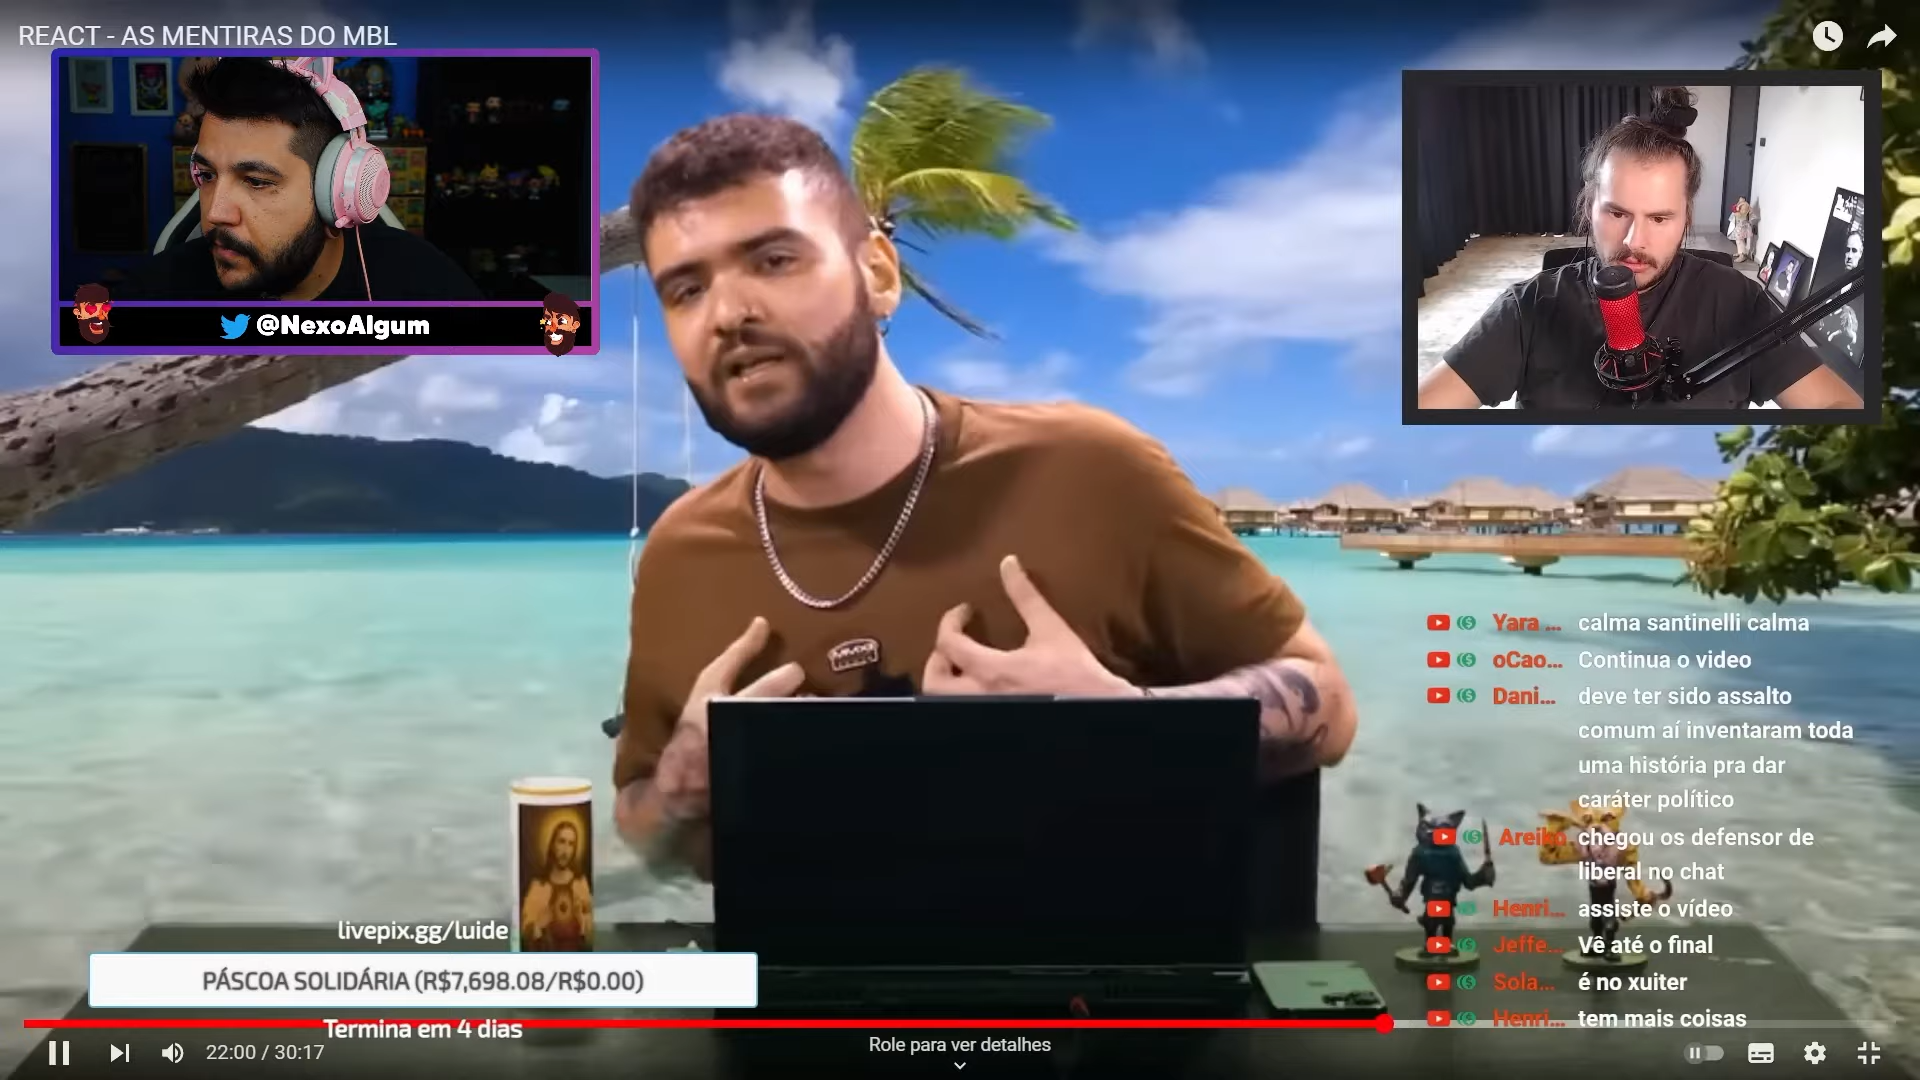 REACT - AS MENTIRAS DO MBL
@NexoAlgum
Yara ... calma santinelli calma
oCao... Continua o video
Dani... deve ter sido assalto
comum aí inventaram toda
uma história pra dar
caráter político
Areiko chegou os defensor de
liberal no chat
Henri... assiste o vídeo
Jeffe... Vê até o final
Sola... é no xuiter
Henri... tem mais coisas
livepix.gg/luide
PÁSCOA SOLIDÁRIA (R$7,698.08/R$0.00)
Termina em 4 dias
22:00 / 30:17
Role para ver detalhes